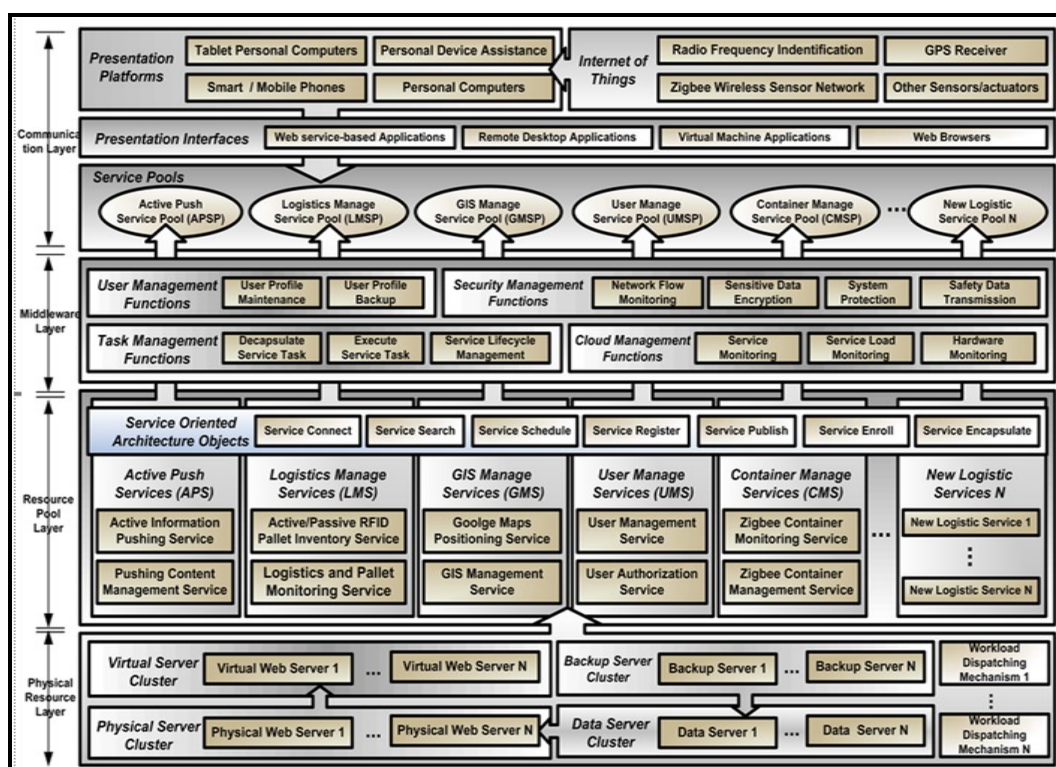 Presentation
Platforms
Tablet Personal Computers
Personal Device Assistance
Smart / Mobile Phones
Personal Computers
Internet of
Things
Radio Frequency Indentification
GPS Receiver
Zigbee Wireless Sensor Network
Other Sensors/actuators
Communica
tion Layer
Presentation Interfaces
Web service-based Applications
Remote Desktop Applications
Virtual Machine Applications
Web Browsers
Service Pools
Active Push
Service Pool (APSP)
Logistics Manage
Service Pool (LMSP)
GIS Manage
Service Pool (GMSP)
User Manage
Service Pool (UMSP)
Container Manage
Service Pool (CMSP)
...
New Logistic
Service Pool N
Middleware
Layer
User Management
Functions
User Profile
Maintenance
User Profile
Backup
Security Management
Functions
Network Flow
Monitoring
Sensitive Data
Encryption
System
Protection
Safety Data
Transmission
Task Management
Functions
Decapsulate
Service Task
Execute
Service Task
Service Lifecycle
Management
Cloud Management
Functions
Service
Monitoring
Service Load
Monitoring
Hardware
Monitoring
Resource
Pool
Layer
Service Oriented
Architecture Objects
Service Connect
Service Search
Service Schedule
Service Register
Service Publish
Service Enroll
Service Encapsulate
Active Push
Services (APS)
Active Information
Pushing Service
Pushing Content
Management Service
Logistics Manage
Services (LMS)
Active/Passive RFID
Pallet Inventory Service
Logistics and Pallet
Monitoring Service
GIS Manage
Services (GMS)
Goolge Maps
Positioning Service
GIS Management
Service
User Manage
Services (UMS)
User Management
Service
User Authorization
Service
Container Manage
Services (CMS)
Zigbee Container
Monitoring Service
Zigbee Container
Management Service
...
New Logistic
Services N
New Logistic Service 1
...
New Logistic Service N
Physical
Resource
Layer
Virtual Server
Cluster
Virtual Web Server 1
...
Virtual Web Server N
Backup Server
Cluster
Backup Server 1
...
Backup Server N
Workload
Dispatching
Mechanism 1
...
Physical Server
Cluster
Physical Web Server 1
...
Physical Web Server N
Data Server
Cluster
Data Server 1
...
Data Server N
Workload
Dispatching
Mechanism N